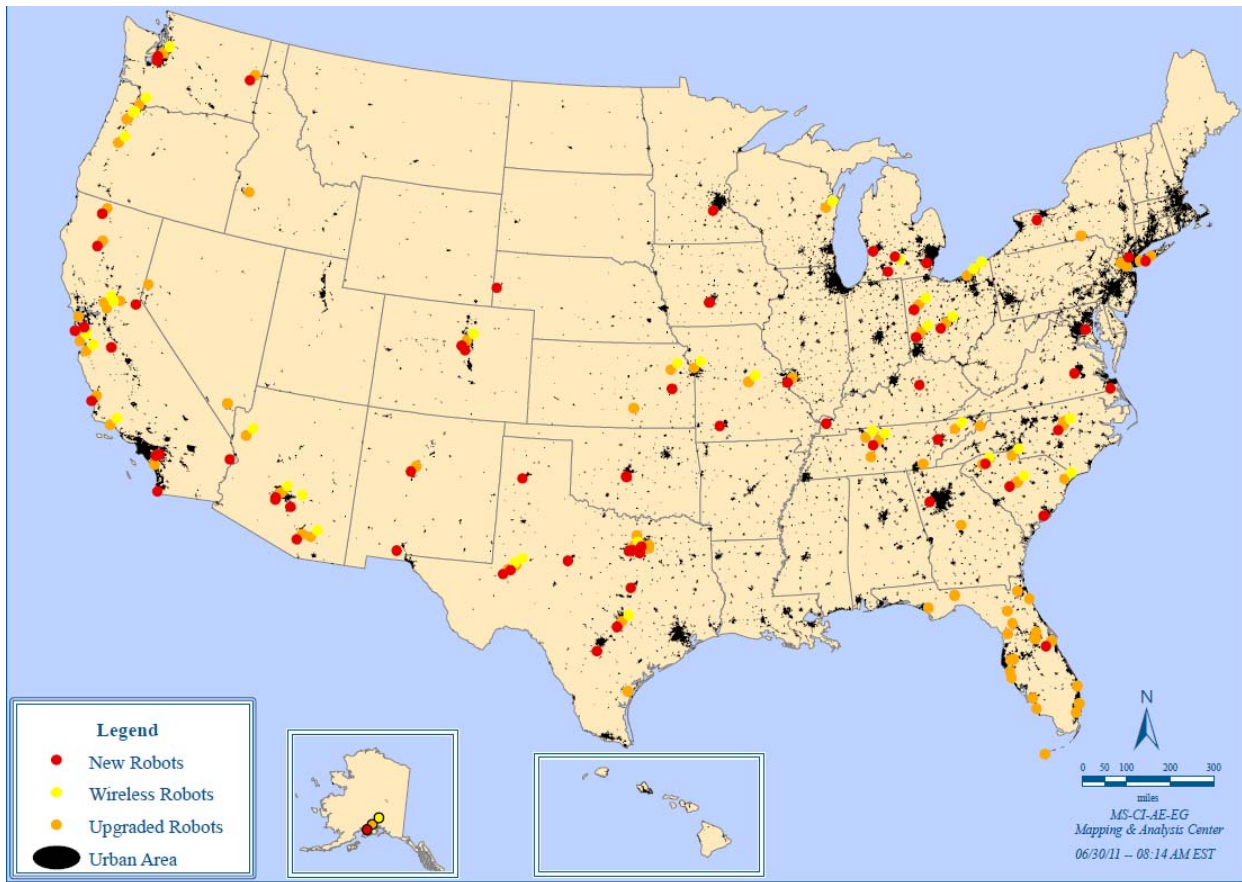 Legend
New Robots
Wireless Robots
Upgraded Robots
Urban Area
N
0 50 100 200 300
miles
MS-CI-AE-EG
Mapping & Analysis Center
06/30/11 -- 08:14 AM EST